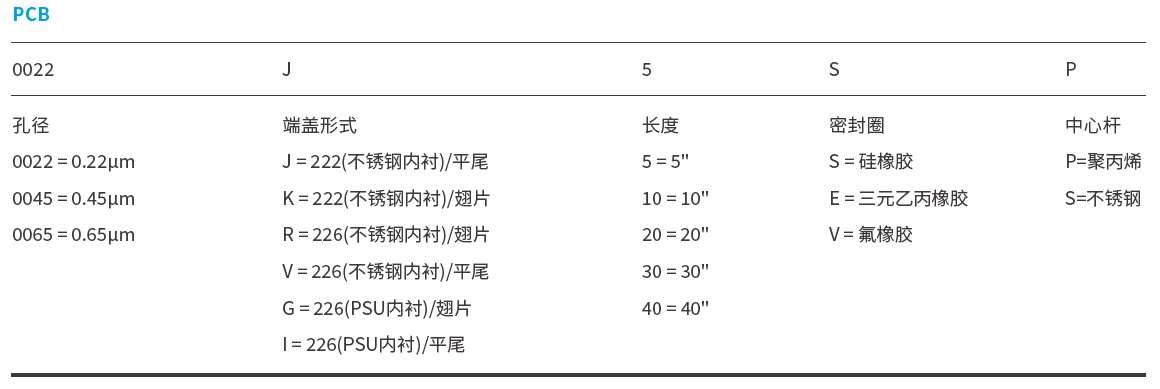 PCB
0022 J 5 S P
孔径 端盖形式 长度 密封圈 中心杆
0022 = 0.22μm J = 222(不锈钢内衬)/平尾 5 = 5" S = 硅橡胶 P=聚丙烯
0045 = 0.45μm K = 222(不锈钢内衬)/翅片 10 = 10" E = 三元乙丙橡胶 S=不锈钢
0065 = 0.65μm R = 226(不锈钢内衬)/翅片 20 = 20" V = 氟橡胶
V = 226(不锈钢内衬)/平尾 30 = 30"
G = 226(PSU内衬)/翅片 40 = 40"
I = 226(PSU内衬)/平尾